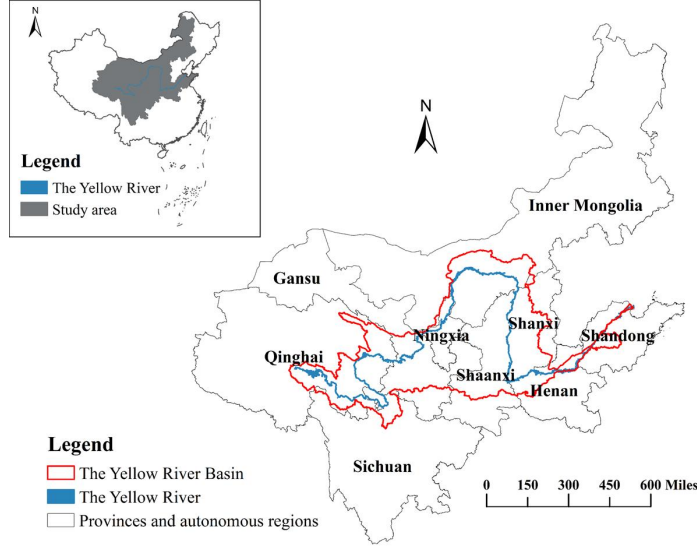 N
Legend
The Yellow River
Study area
N
Inner Mongolia
Gansu
Ningxia
Shanxi
Shandong
Qinghai
Shaanxi
Henan
Sichuan
Legend
The Yellow River Basin
The Yellow River
Provinces and autonomous regions
0 150 300 450 600 Miles